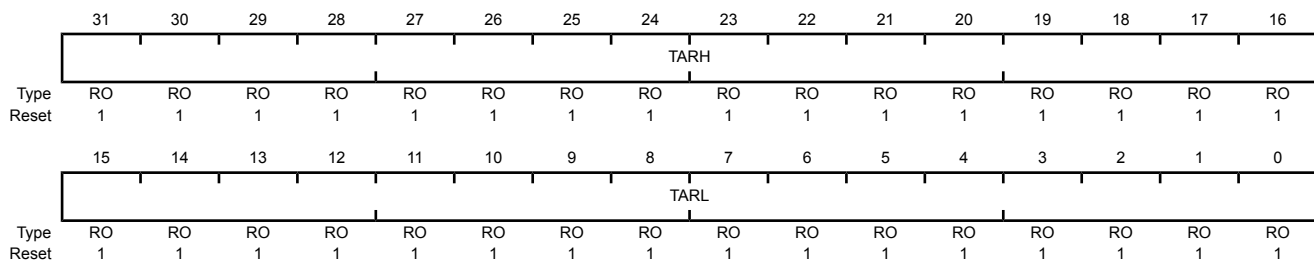 31 30 29 28 27 26 25 24 23 22 21 20 19 18 17 16
TARH
Type RO RO RO RO RO RO RO RO RO RO RO RO RO RO RO RO
Reset 1 1 1 1 1 1 1 1 1 1 1 1 1 1 1 1
15 14 13 12 11 10 9 8 7 6 5 4 3 2 1 0
TARL
Type RO RO RO RO RO RO RO RO RO RO RO RO RO RO RO RO
Reset 1 1 1 1 1 1 1 1 1 1 1 1 1 1 1 1